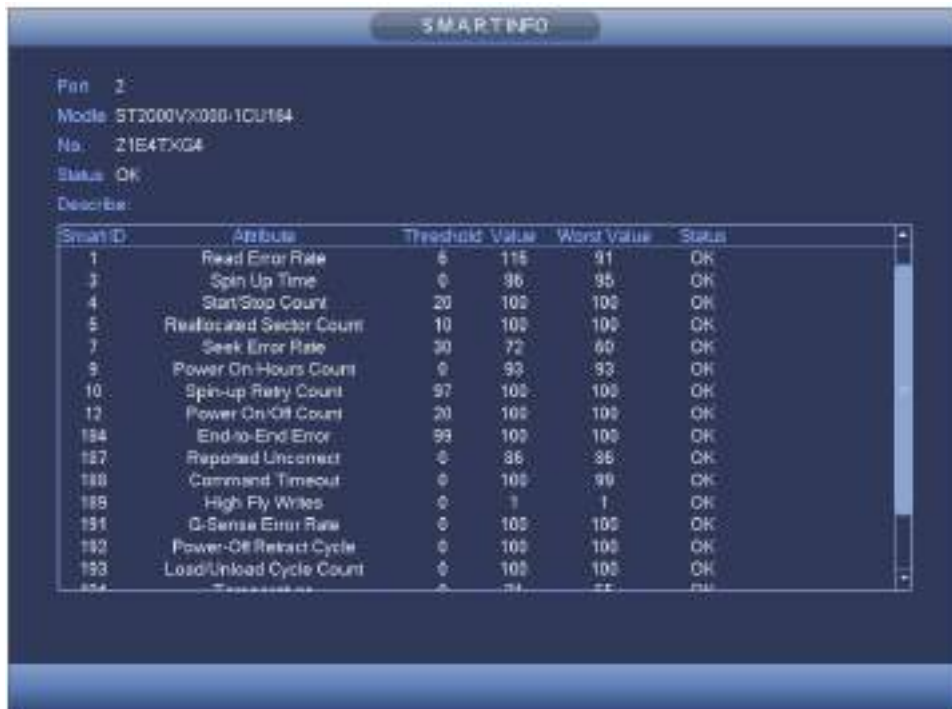 S.M.A.R.T INFO
Port 2
Modle ST2000VX000-1CU164
No. Z1E4TXG4
Status OK
Describe:
Smart ID Attribute Threshold Value Worst Value Status
1 Read Error Rate 6 116 91 OK
3 Spin Up Time 0 96 95 OK
4 Start/Stop Count 20 100 100 OK
5 Reallocated Sector Count 10 100 100 OK
7 Seek Error Rate 30 72 60 OK
9 Power On Hours Count 0 93 93 OK
10 Spin-up Retry Count 97 100 100 OK
12 Power On/Off Count 20 100 100 OK
184 End-to-End Error 99 100 100 OK
187 Reported Uncorrect 0 OK
188 Command Timeout 0 100 99 OK
189 High Fly Writes 0 1 1 OK
191 G-Sense Error Rate 0 100 100 OK
192 Power-Off Retract Cycle 0 100 100 OK
193 Load/Unload Cycle Count 0 100 100 OK